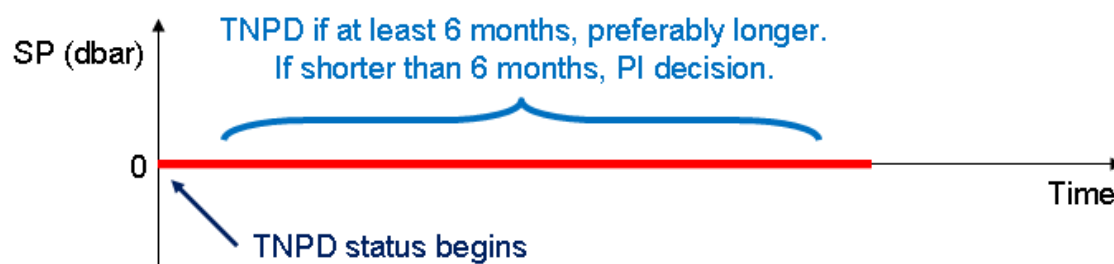 TNPD if at least 6 months, preferably longer.
SP (dbar)
If shorter than 6 months, PI decision.
0
Time
TNPD status begins